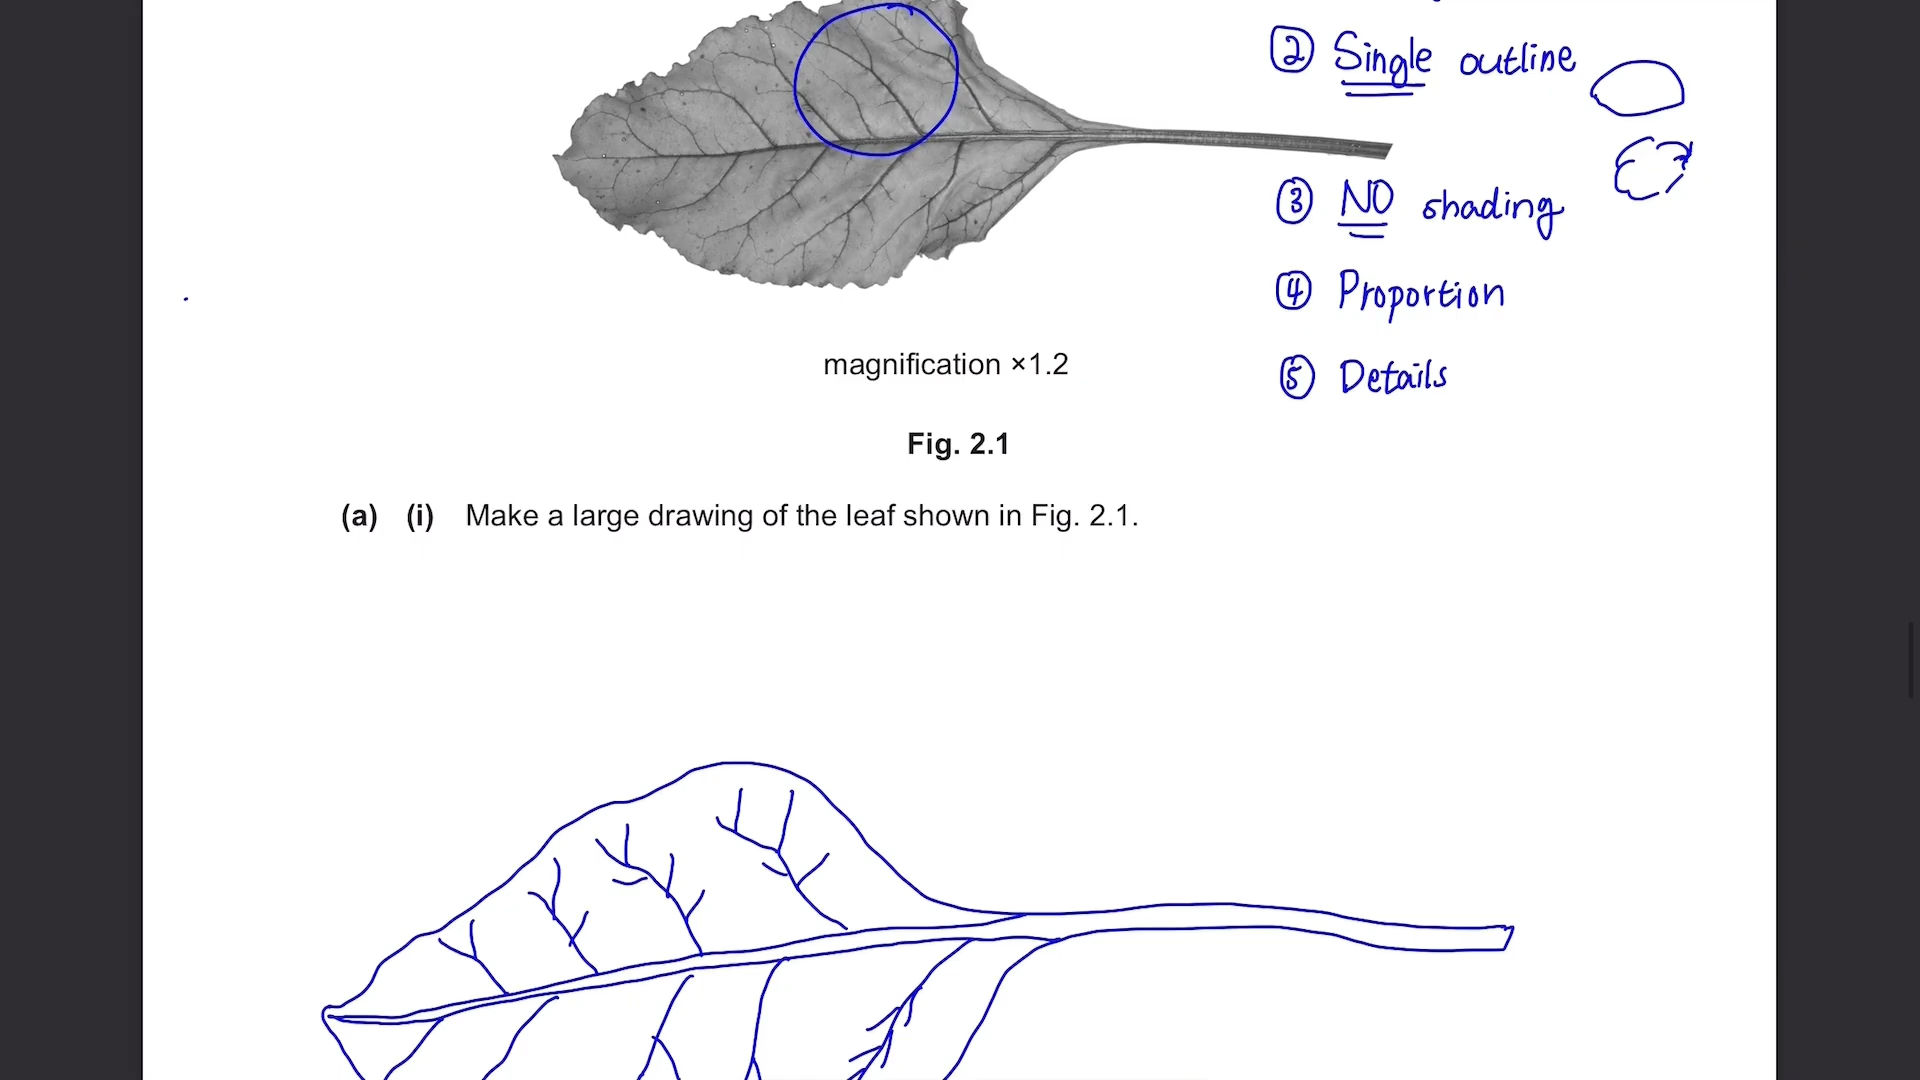 ② Single outline
③ NO shading
④ Proportion
⑤ Details
magnification ×1.2
Fig. 2.1
(a) (i) Make a large drawing of the leaf shown in Fig. 2.1.